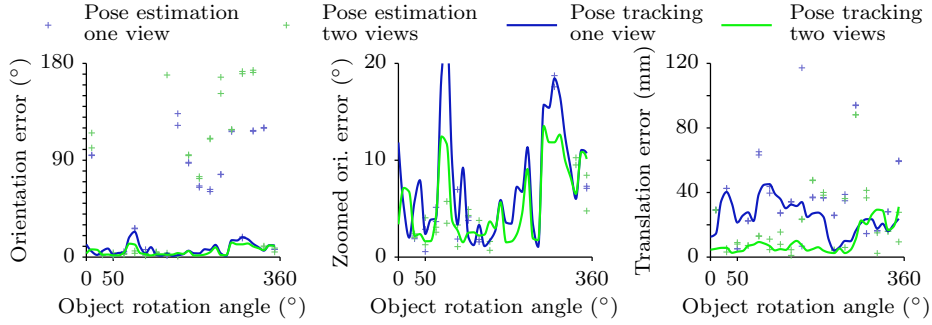 Pose estimation one view
Pose estimation two views
Pose tracking one view
Pose tracking two views
Orientation error (°)
180
90
0
0 50 360
Object rotation angle (°)
Zoomed ori. error (°)
20
10
0
0 50 360
Object rotation angle (°)
Translation error (mm)
120
80
40
0
0 50 360
Object rotation angle (°)